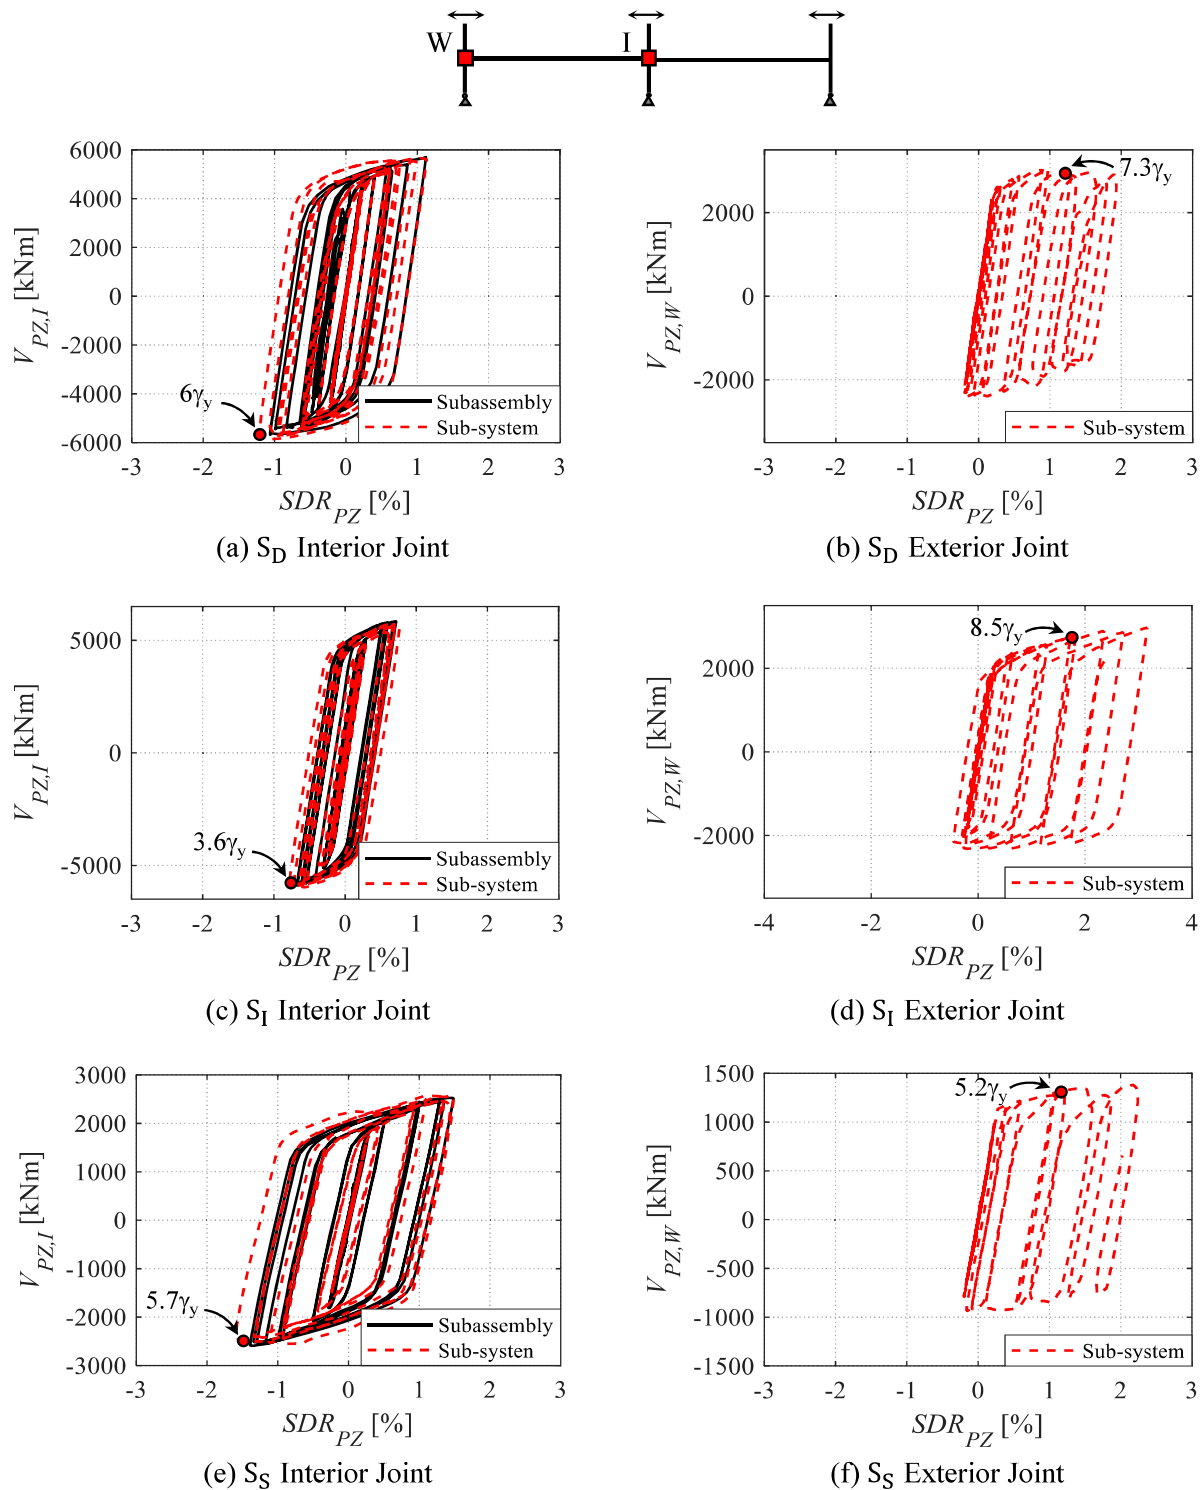 W
I
6000
4000
2000
0
-2000
-4000
-6000
V_PZ,I [kNm]
6γ_y
Subassembly
Sub-system
-3 -2 -1 0 1 2 3
SDR_PZ [%]
(a) S_D Interior Joint
2000
0
-2000
V_PZ,W [kNm]
7.3γ_y
Sub-system
-3 -2 -1 0 1 2 3
SDR_PZ [%]
(b) S_D Exterior Joint
5000
0
-5000
V_PZ,I [kNm]
3.6γ_y
Subassembly
Sub-system
-3 -2 -1 0 1 2 3
SDR_PZ [%]
(c) S_I Interior Joint
2000
0
-2000
V_PZ,W [kNm]
8.5γ_y
Sub-system
-4 -2 0 2 4
SDR_PZ [%]
(d) S_I Exterior Joint
3000
2000
1000
0
-1000
-2000
-3000
V_PZ,I [kNm]
5.7γ_y
Subassembly
Sub-systen
-3 -2 -1 0 1 2 3
SDR_PZ [%]
(e) S_S Interior Joint
1500
1000
500
0
-500
-1000
-1500
V_PZ,W [kNm]
5.2γ_y
Sub-system
-3 -2 -1 0 1 2 3
SDR_PZ [%]
(f) S_S Exterior Joint